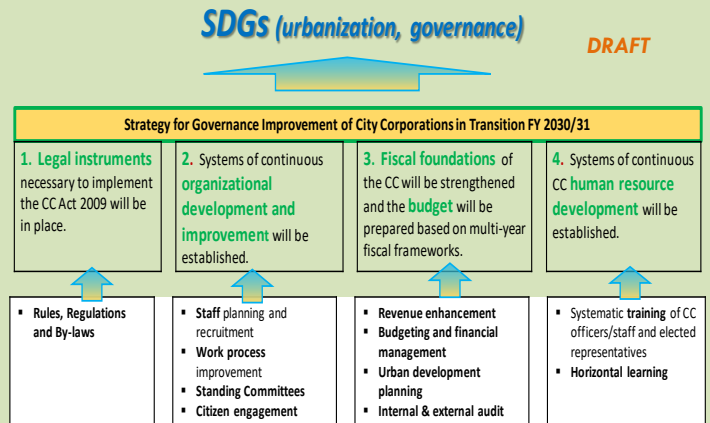 SDGs (urbanization, governance)
DRAFT
Strategy for Governance Improvement of City Corporations in Transition FY 2030/31
1. Legal instruments
necessary to implement
the CC Act 2009 will be
in place.
2. Systems of continuous
organizational
development and
improvement will be
established.
3. Fiscal foundations of
the CC will be strengthened
and the budget will be
prepared based on multi-year
fiscal frameworks.
4. Systems of continuous
CC human resource
development will be
established.
▪ Rules, Regulations
and By-laws
▪ Staff planning and
recruitment
▪ Work process
improvement
▪ Standing Committees
▪ Citizen engagement
▪ Revenue enhancement
▪ Budgeting and financial
management
▪ Urban development
planning
▪ Internal & external audit
▪ Systematic training of CC
officers/staff and elected
representatives
▪ Horizontal learning